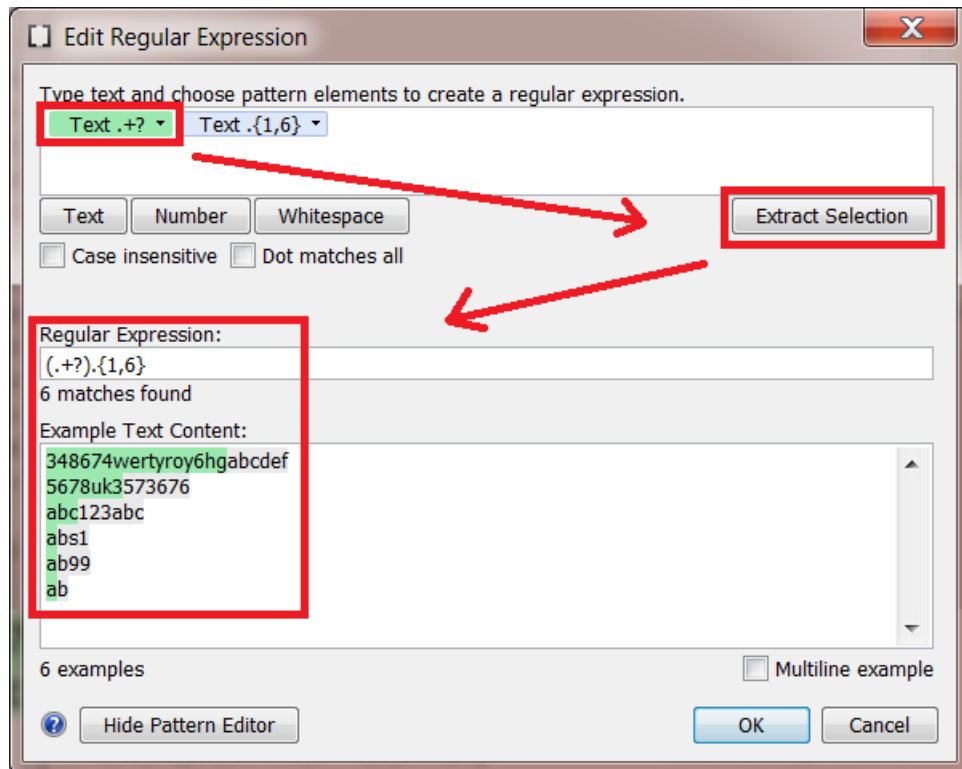 Edit Regular Expression
Type text and choose pattern elements to create a regular expression.
Text .+? Text .{1,6}
Text Number Whitespace Extract Selection
Case insensitive Dot matches all
Regular Expression:
(.+?).{1,6}
6 matches found
Example Text Content:
348674wertyroy6hgabcdef
5678uk3573676
abc123abc
abs1
ab99
ab
6 examples Multiline example
? Hide Pattern Editor OK Cancel